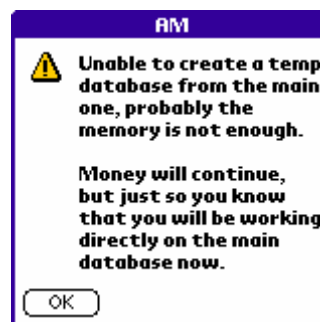 AM
Unable to create a temp
database from the main
one, probably the
memory is not enough.
Money will continue,
but just so you know
that you will be working
directly on the main
database now.
OK